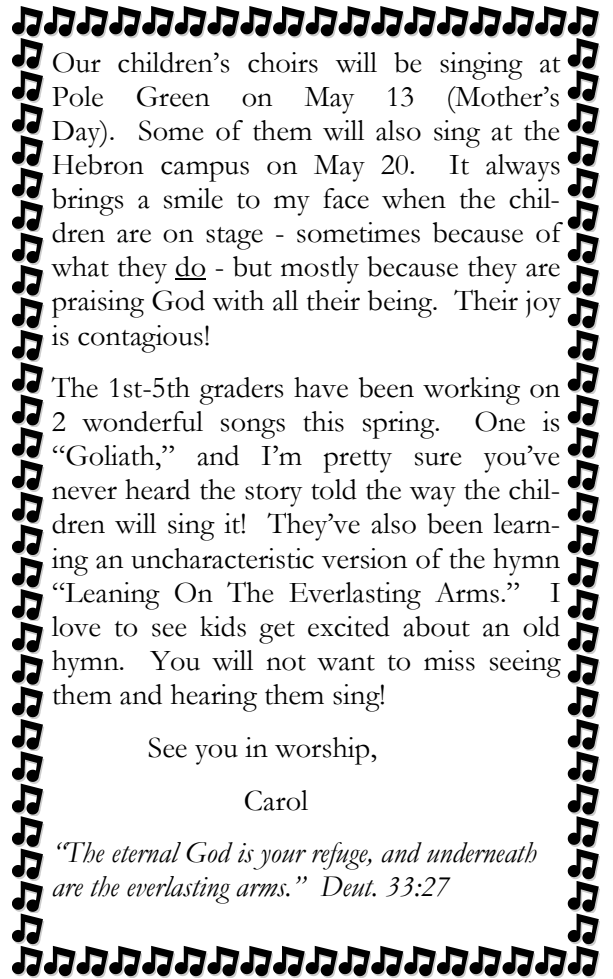 Our children’s choirs will be singing at
Pole Green on May 13 (Mother’s
Day). Some of them will also sing at the
Hebron campus on May 20. It always
brings a smile to my face when the chil-
dren are on stage - sometimes because of
what they do - but mostly because they are
praising God with all their being. Their joy
is contagious!
The 1st-5th graders have been working on
2 wonderful songs this spring. One is
“Goliath,” and I’m pretty sure you’ve
never heard the story told the way the chil-
dren will sing it! They’ve also been learn-
ing an uncharacteristic version of the hymn
“Leaning On The Everlasting Arms.” I
love to see kids get excited about an old
hymn. You will not want to miss seeing
them and hearing them sing!
See you in worship,
Carol
“The eternal God is your refuge, and underneath
are the everlasting arms.” Deut. 33:27